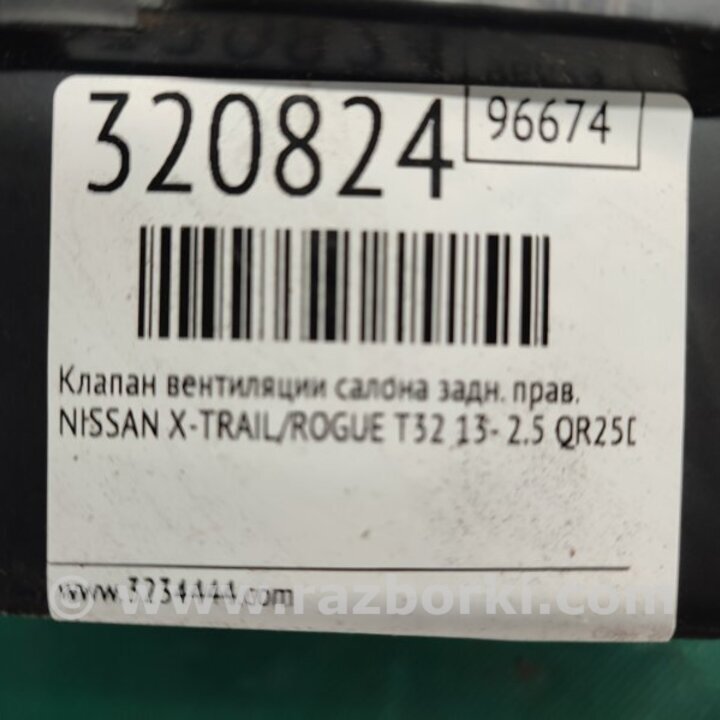 320824
96674
Клапан вентиляции салона задн. прав.
NISSAN X-TRAIL/ROGUE T32 13- 2.5 QR25D
www.3234444.com
© www.razborki.com